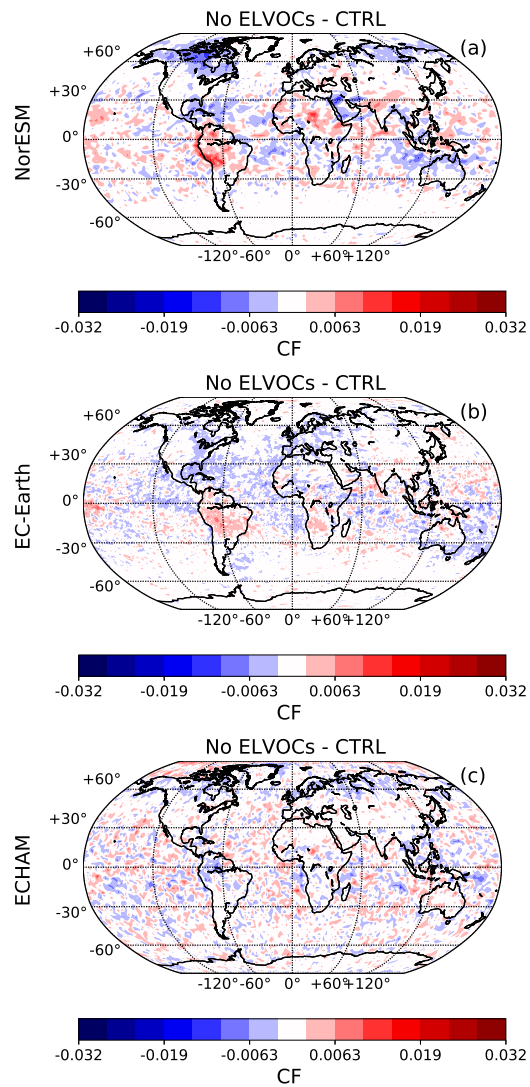 No ELVOCs - CTRL
(a)
NorESM
+60°
+30°
0°
-30°
-60°
-120° -60° 0° +60° +120°
-0.032 -0.019 -0.0063 0.0063 0.019 0.032
CF
No ELVOCs - CTRL
(b)
EC-Earth
+60°
+30°
0°
-30°
-60°
-120° -60° 0° +60° +120°
-0.032 -0.019 -0.0063 0.0063 0.019 0.032
CF
No ELVOCs - CTRL
(c)
ECHAM
+60°
+30°
0°
-30°
-60°
-120° -60° 0° +60° +120°
-0.032 -0.019 -0.0063 0.0063 0.019 0.032
CF